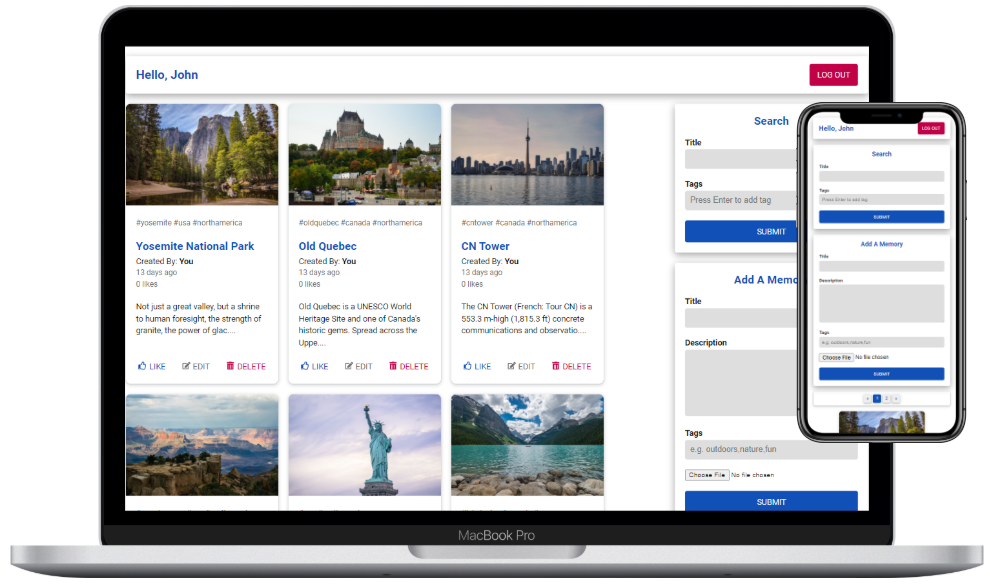 Hello, John
LOG OUT
#yosemite #usa #northamerica
Yosemite National Park
Created By: You
13 days ago
0 likes
Not just a great valley, but a shrine
to human foresight, the strength of
granite, the power of glac....
LIKE EDIT DELETE
#oldquebec #canada #northamerica
Old Quebec
Created By: You
13 days ago
0 likes
Old Quebec is a UNESCO World
Heritage Site and one of Canada's
historic gems. Spread across the
Uppe....
LIKE EDIT DELETE
#cntower #canada #northamerica
CN Tower
Created By: You
13 days ago
0 likes
The CN Tower (French: Tour CN) is a
553.3 m-high (1,815.3 ft) concrete
communications and observatio....
LIKE EDIT DELETE
Search
Title
Tags
Press Enter to add tag
SUBMIT
Add A Memo
Title
Description
Tags
e.g. outdoors,nature,fun
Choose File No file chosen
SUBMIT
Hello, John
LOG OUT
Search
Title
Tags
Press Enter to add tag
SUBMIT
Add A Memory
Title
Description
Tags
e.g. outdoors,nature,fun
Choose File No file chosen
SUBMIT
« 1 2 »
MacBook Pro